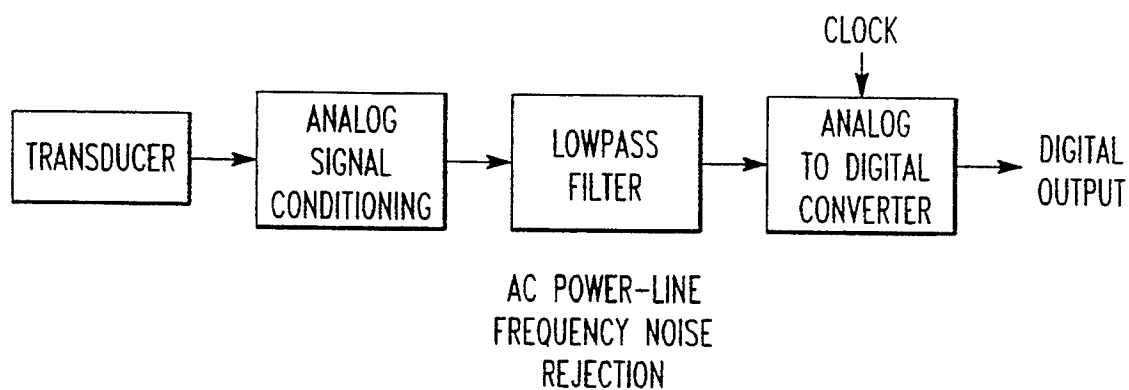 CLOCK
TRANSDUCER
ANALOG
SIGNAL
CONDITIONING
LOWPASS
FILTER
ANALOG
TO DIGITAL
CONVERTER
DIGITAL
OUTPUT
AC POWER-LINE
FREQUENCY NOISE
REJECTION